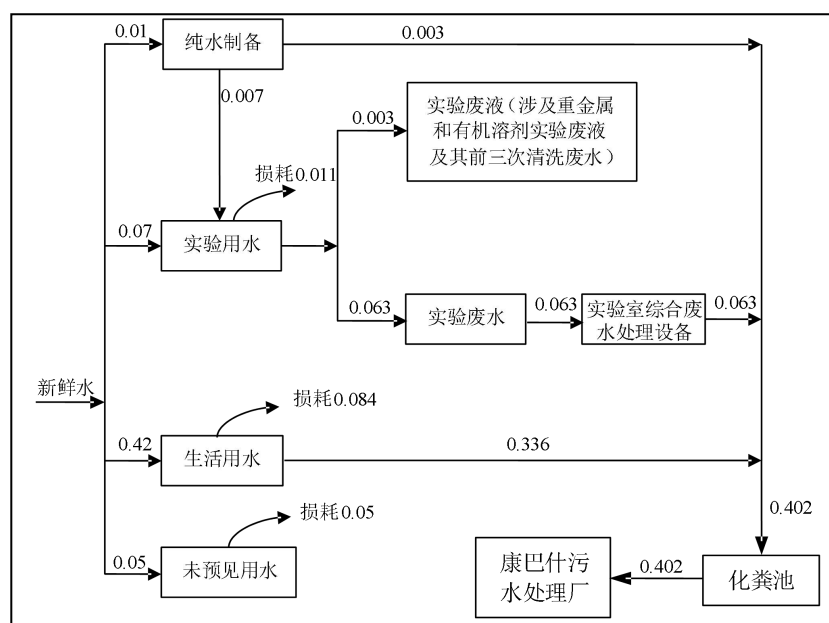 0.01
纯水制备
0.003
0.007
0.003
实验废液（涉及重金属
和有机溶剂实验废液
及其前三次清洗废水）
损耗0.011
0.07
实验用水
0.063
实验废水
0.063
实验室综合废
水处理设备
0.063
新鲜水
损耗0.084
0.42
生活用水
0.336
损耗0.05
0.05
未预见用水
0.402
康巴什污
水处理厂
0.402
化粪池